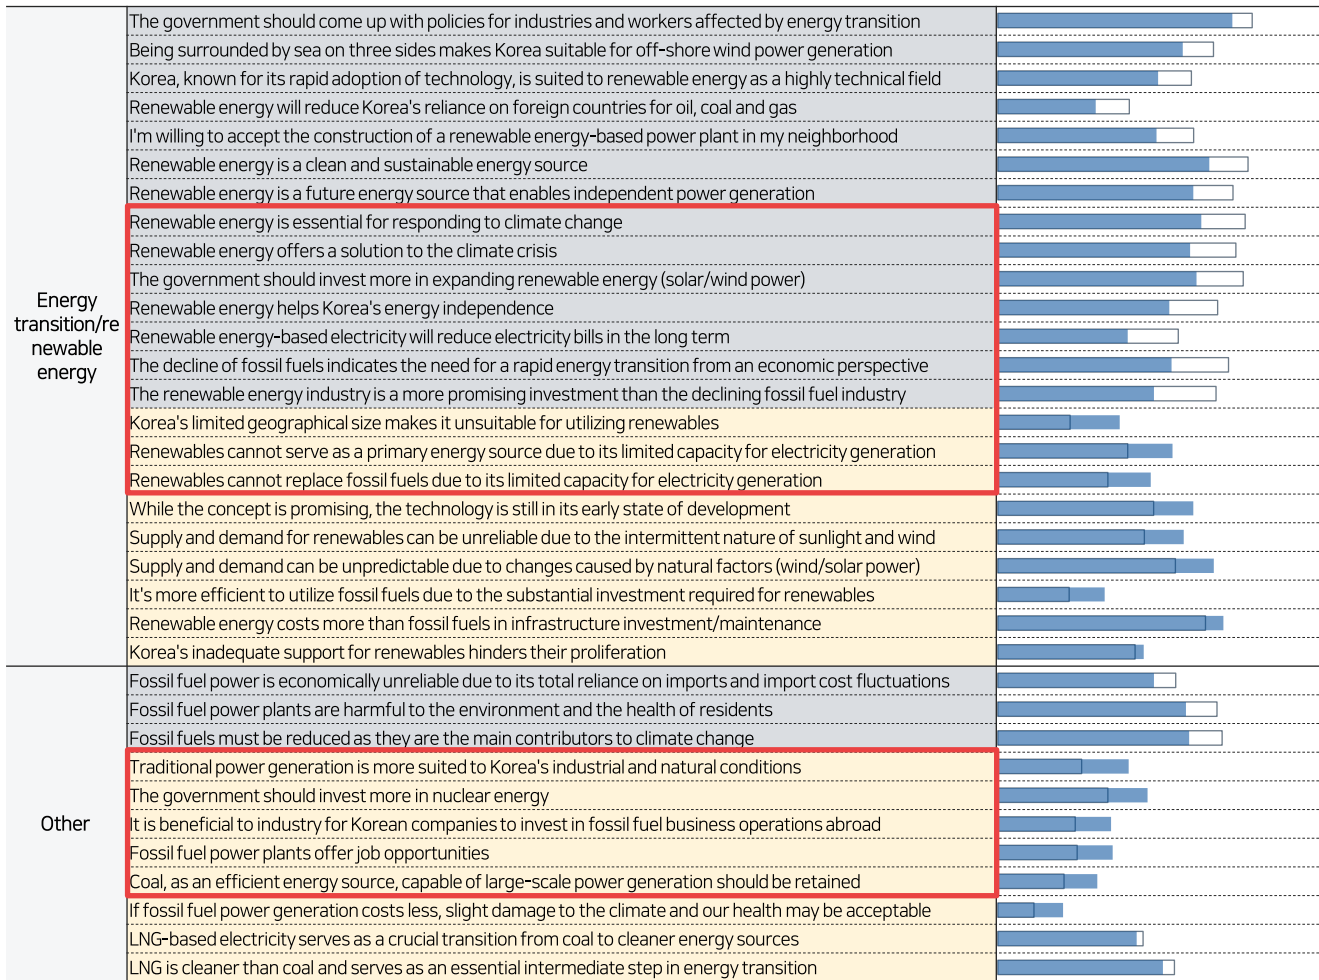 The government should come up with policies for industries and workers affected by energy transition
Being surrounded by sea on three sides makes Korea suitable for off-shore wind power generation
Korea, known for its rapid adoption of technology, is suited to renewable energy as a highly technical field
Renewable energy will reduce Korea's reliance on foreign countries for oil, coal and gas
I'm willing to accept the construction of a renewable energy-based power plant in my neighborhood
Renewable energy is a clean and sustainable energy source
Renewable energy is a future energy source that enables independent power generation
Renewable energy is essential for responding to climate change
Renewable energy offers a solution to the climate crisis
The government should invest more in expanding renewable energy (solar/wind power)
Energy
transition/re
newable
energy
Renewable energy helps Korea's energy independence
Renewable energy-based electricity will reduce electricity bills in the long term
The decline of fossil fuels indicates the need for a rapid energy transition from an economic perspective
The renewable energy industry is a more promising investment than the declining fossil fuel industry
Korea's limited geographical size makes it unsuitable for utilizing renewables
Renewables cannot serve as a primary energy source due to its limited capacity for electricity generation
Renewables cannot replace fossil fuels due to its limited capacity for electricity generation
While the concept is promising, the technology is still in its early state of development
Supply and demand for renewables can be unreliable due to the intermittent nature of sunlight and wind
Supply and demand can be unpredictable due to changes caused by natural factors (wind/solar power)
It's more efficient to utilize fossil fuels due to the substantial investment required for renewables
Renewable energy costs more than fossil fuels in infrastructure investment/maintenance
Korea's inadequate support for renewables hinders their proliferation
Fossil fuel power is economically unreliable due to its total reliance on imports and import cost fluctuations
Fossil fuel power plants are harmful to the environment and the health of residents
Fossil fuels must be reduced as they are the main contributors to climate change
Traditional power generation is more suited to Korea's industrial and natural conditions
The government should invest more in nuclear energy
Other
It is beneficial to industry for Korean companies to invest in fossil fuel business operations abroad
Fossil fuel power plants offer job opportunities
Coal, as an efficient energy source, capable of large-scale power generation should be retained
If fossil fuel power generation costs less, slight damage to the climate and our health may be acceptable
LNG-based electricity serves as a crucial transition from coal to cleaner energy sources
LNG is cleaner than coal and serves as an essential intermediate step in energy transition